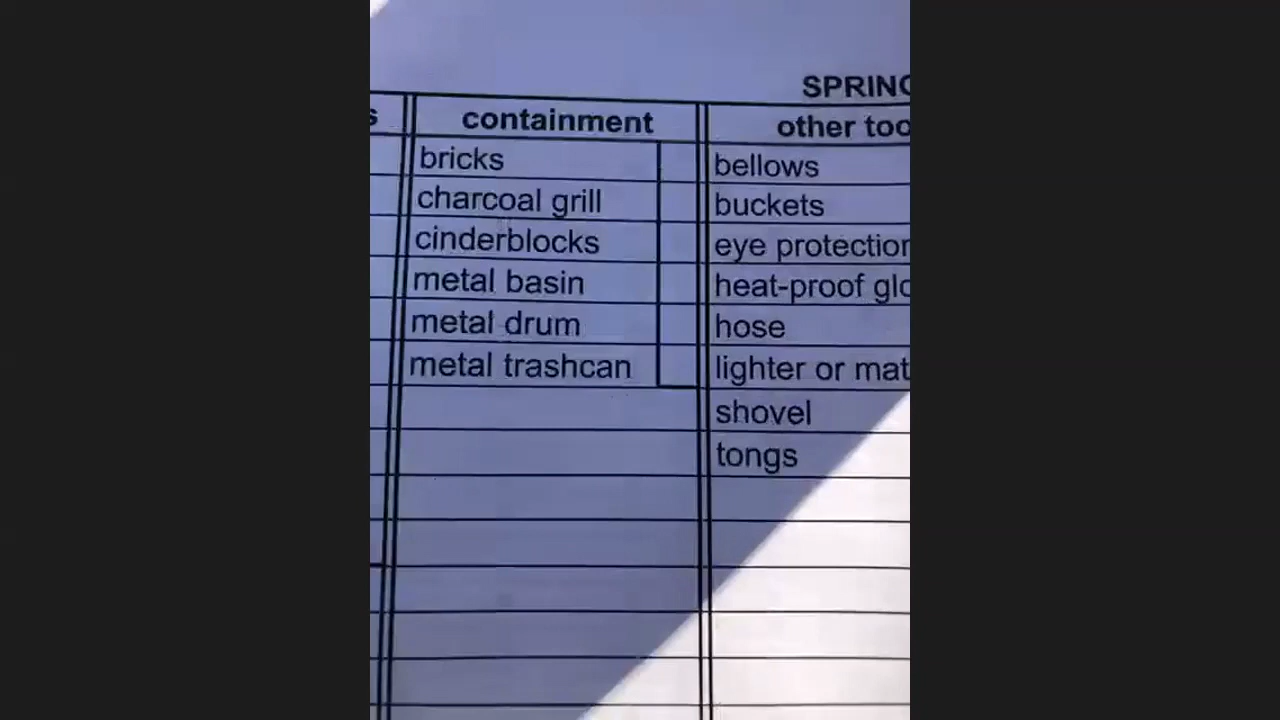 SPRING
containment
other too
bricks
bellows
charcoal grill
buckets
cinderblocks
eye protection
metal basin
heat-proof glo
metal drum
hose
metal trashcan
lighter or mat
shovel
tongs